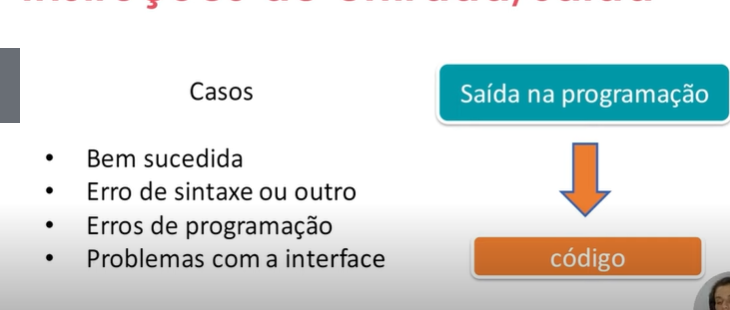 Casos
Saída na programação
• Bem sucedida
• Erro de sintaxe ou outro
• Erros de programação
• Problemas com a interface
código